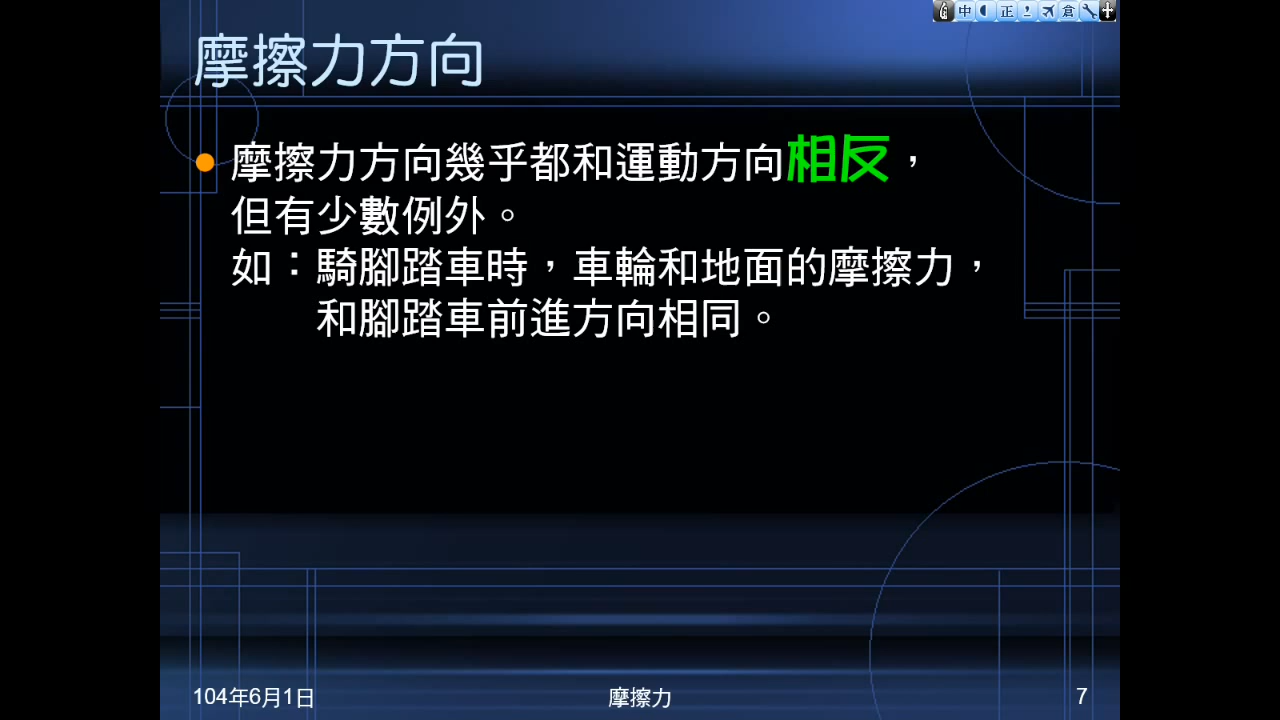 中 正 倉
摩擦力方向
摩擦力方向幾乎都和運動方向相反，
但有少數例外。
如：騎腳踏車時，車輪和地面的摩擦力，
和腳踏車前進方向相同。
104年6月1日
摩擦力
7